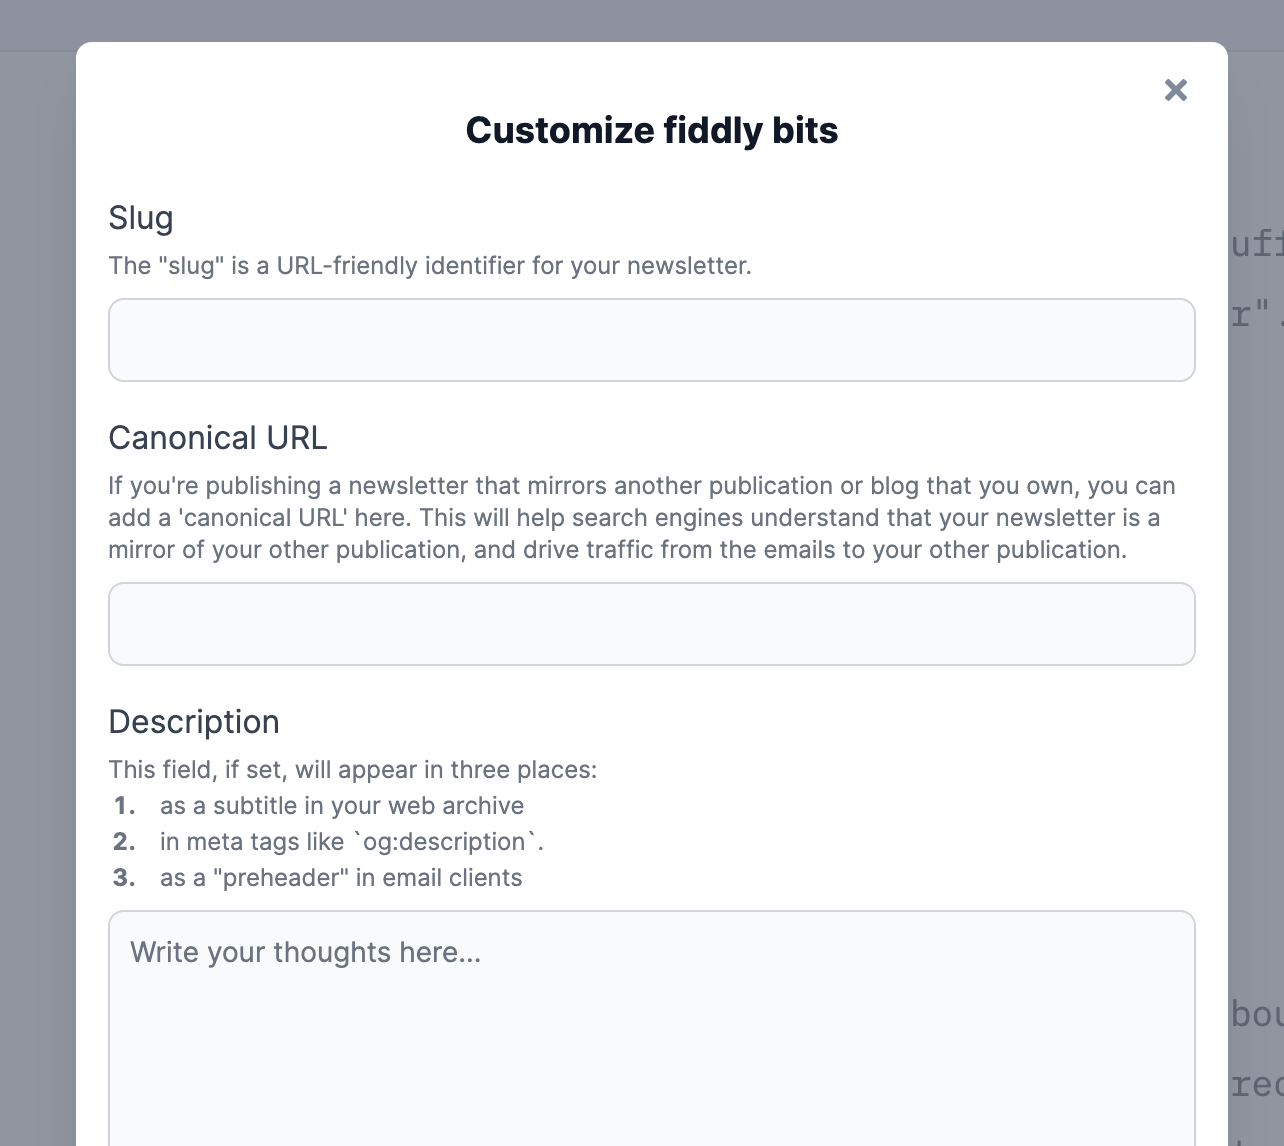 Customize fiddly bits
Slug
The "slug" is a URL-friendly identifier for your newsletter.
Canonical URL
If you're publishing a newsletter that mirrors another publication or blog that you own, you can
add a 'canonical URL' here. This will help search engines understand that your newsletter is a
mirror of your other publication, and drive traffic from the emails to your other publication.
Description
This field, if set, will appear in three places:
1. as a subtitle in your web archive
2. in meta tags like `og:description`.
3. as a "preheader" in email clients
Write your thoughts here...